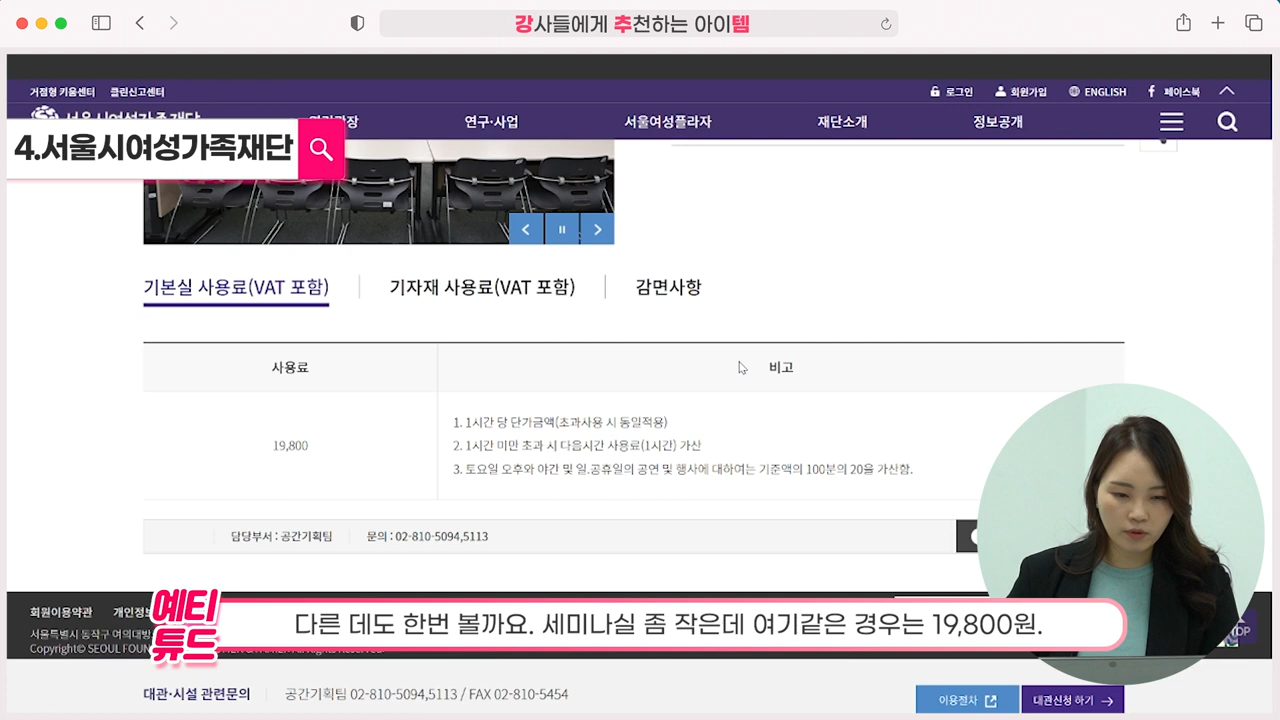 강사들에게 추천하는 아이템
거점형 키움센터 클린신고센터
로그인 회원가입 ENGLISH 페이스북
연구·사업 서울여성플라자 재단소개 정보공개
4.서울시여성가족재단
기본실 사용료(VAT 포함) 기자재 사용료(VAT 포함) 감면사항
사용료 비고
19,800
1. 1시간 당 단가금액(초과사용 시 동일적용)
2. 1시간 미만 초과 시 다음시간 사용료(1시간) 가산
3. 토요일 오후와 야간 및 일.공휴일의 공연 및 행사에 대하여는 기준액의 100분의 20을 가산함.
담당부서 : 공간기획팀 문의 : 02-810-5094,5113
회원이용약관
예티튜드
다른 데도 한번 볼까요. 세미나실 좀 작은데 여기같은 경우는 19,800원.
서울특별시 동작구
Copyright© SEOUL
대관·시설 관련문의 공간기획팀 02-810-5094,5113 / FAX 02-810-5454
이용절차 대관신청 하기